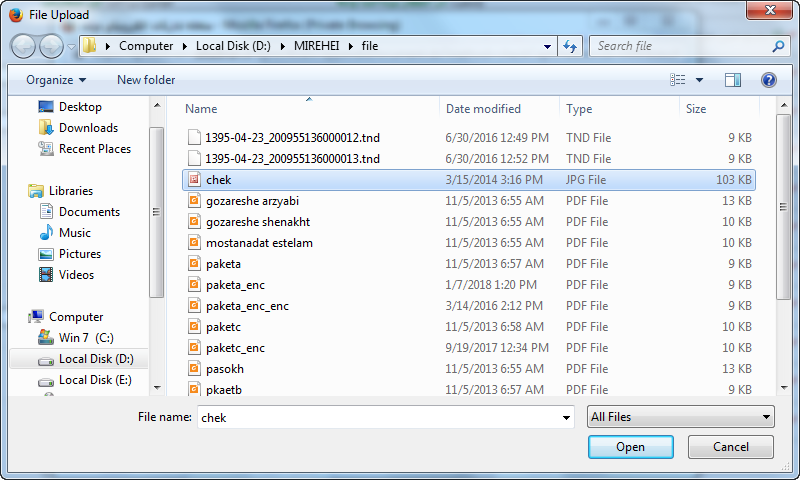 File Upload
Computer Local Disk (D:) MIREHEI file
Search file
Organize New folder
Name Date modified Type Size
1395-04-23_200955136000012.tnd 6/30/2016 12:49 PM TND File 9 KB
1395-04-23_200955136000013.tnd 6/30/2016 12:52 PM TND File 9 KB
chek 3/15/2014 3:16 PM JPG File 103 KB
gozareshe arzyabi 11/5/2013 6:55 AM PDF File 13 KB
gozareshe shenakht 11/5/2013 6:55 AM PDF File 10 KB
mostanadat estelam 11/5/2013 6:55 AM PDF File 10 KB
paketa 11/5/2013 6:57 AM PDF File 9 KB
paketa_enc 1/7/2018 1:20 PM PDF File 9 KB
paketa_enc_enc 3/14/2016 2:12 PM PDF File 9 KB
paketc 11/5/2013 6:58 AM PDF File 10 KB
paketc_enc 9/19/2017 12:34 PM PDF File 10 KB
pasokh 11/5/2013 6:55 AM PDF File 13 KB
pkaetb 11/5/2013 6:57 AM PDF File 9 KB
Desktop
Downloads
Recent Places
Libraries
Documents
Music
Pictures
Videos
Computer
Win 7 (C:)
Local Disk (D:)
Local Disk (E:)
File name: chek All Files
Open Cancel